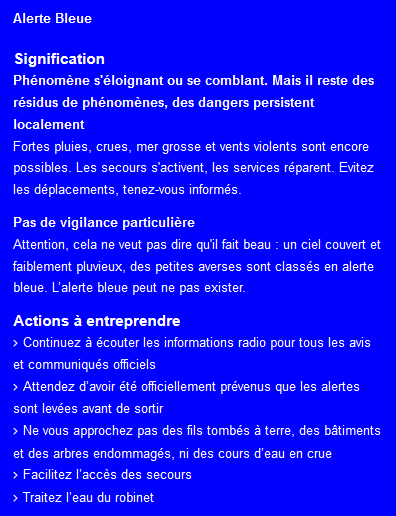 Alerte Bleue
Signification
Phénomène s'éloignant ou se comblant. Mais il reste des
résidus de phénomènes, des dangers persistent
localement
Fortes pluies, crues, mer grosse et vents violents sont encore
possibles. Les secours s'activent, les services réparent. Evitez
les déplacements, tenez-vous informés.
Pas de vigilance particulière
Attention, cela ne veut pas dire qu'il fait beau : un ciel couvert et
faiblement pluvieux, des petites averses sont classés en alerte
bleue. L’alerte bleue peut ne pas exister.
Actions à entreprendre
> Continuez à écouter les informations radio pour tous les avis
et communiqués officiels
> Attendez d’avoir été officiellement prévenus que les alertes
sont levées avant de sortir
> Ne vous approchez pas des fils tombés à terre, des bâtiments
et des arbres endommagés, ni des cours d’eau en crue
> Facilitez l’accès des secours
> Traitez l’eau du robinet